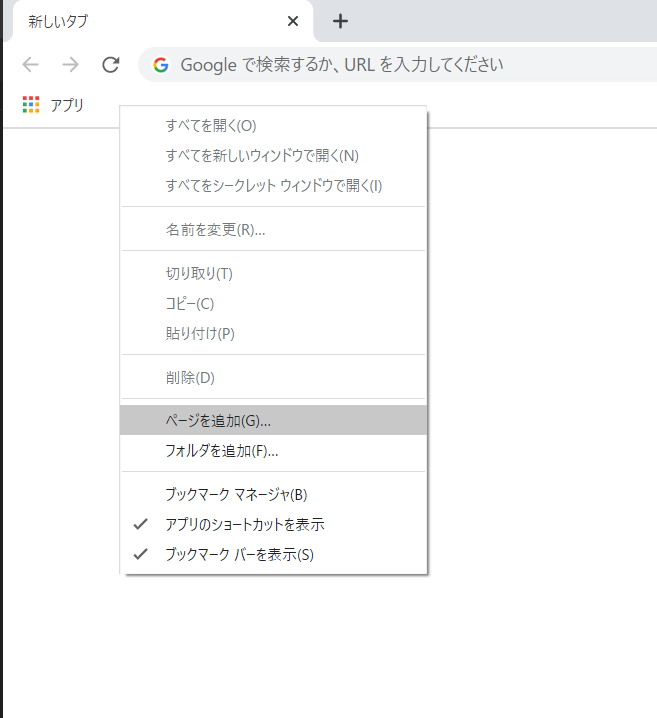 新しいタブ
Google で検索するか、URL を入力してください
アプリ
すべてを開く(O)
すべてを新しいウィンドウで開く(N)
すべてをシークレット ウィンドウで開く(I)
名前を変更(R)...
切り取り(T)
コピー(C)
貼り付け(P)
削除(D)
ページを追加(G)...
フォルダを追加(F)...
ブックマーク マネージャ(B)
アプリのショートカットを表示
ブックマーク バーを表示(S)